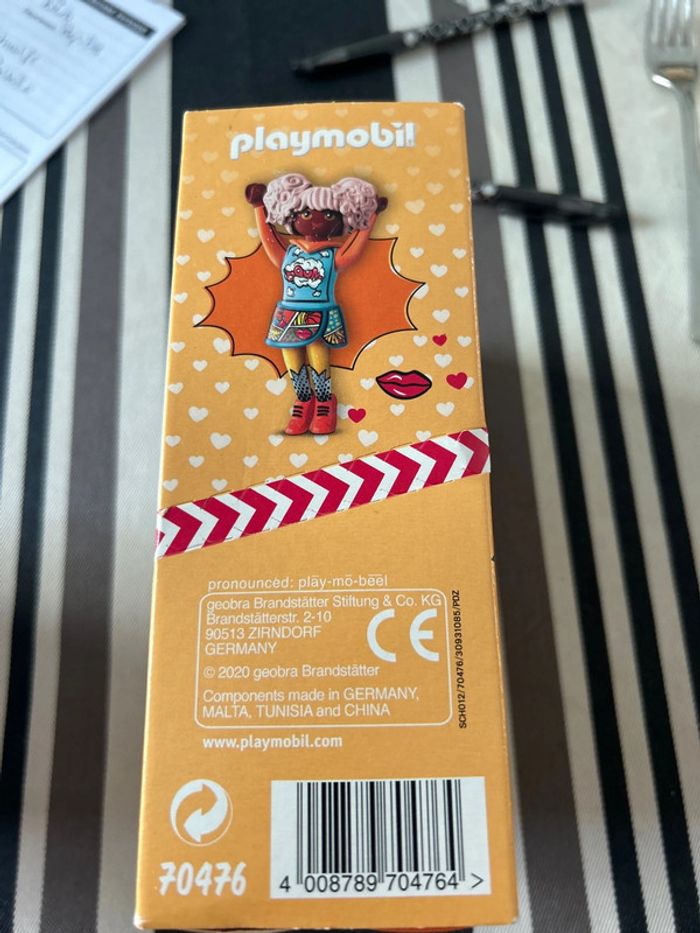 playmobil
pronounced: plāy-mō-bēēl
geobra Brandstätter Stiftung & Co. KG
Brandstätterstr. 2-10
90513 ZIRNDORF
GERMANY
CE
© 2020 geobra Brandstätter
Components made in GERMANY,
MALTA, TUNISIA and CHINA
SCH012/70476/30931085/PDZ
www.playmobil.com
70476
4 008789 704764 >